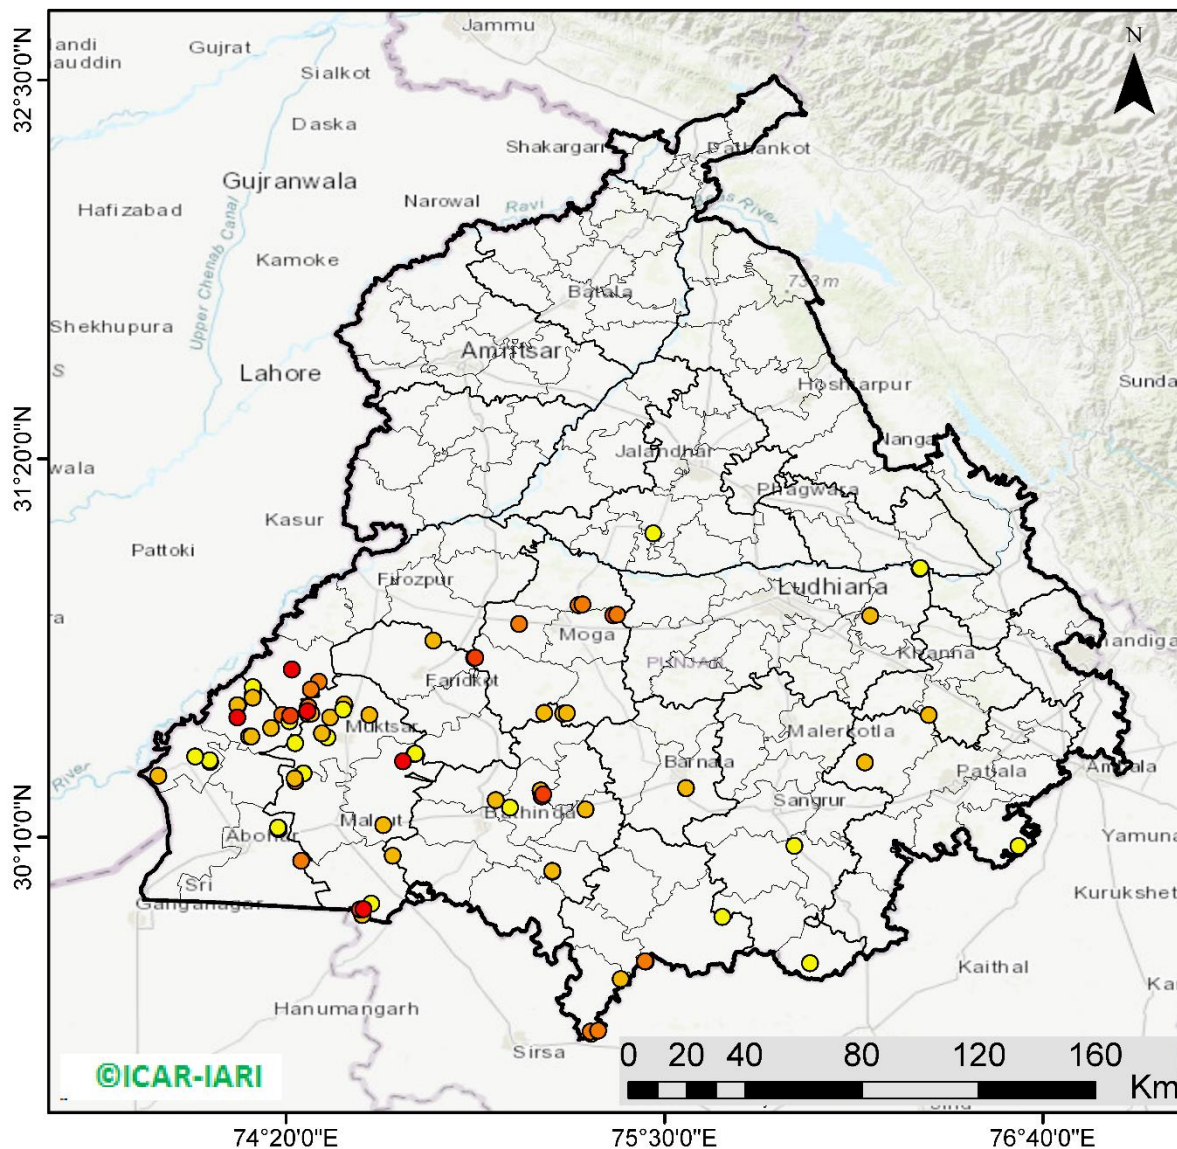 Jammu
N
Gujrat
Sialkot
32°30'0"N
Daska
Shakargarh
Pathankot
Gujranwala
Narowal
Ravi
River
Hafizabad
Upper Chenab Canal
Kamoke
733 m
Batala
Shekhupura
Amritsar
Lahore
Hoshiarpur
Sunda
Nanga
31°20'0"N
Jalandhar
wala
Phagwara
Kasur
Pattoki
Firozpur
Ludhiana
ra
Moga
Chandiga
Khanna
PUNJAB
Faridkot
Muktsar
Malerkotla
Barnala
Patiala
Ambala
River
Sangrur
Bathinda
Malout
Abohar
30°10'0"N
Yamuna
Sri
Ganganagar
Kurukshet
Kaithal
Ka
Hanumangarh
Sirsa
0 20 40 80 120 160
Km
©ICAR-IARI
74°20'0"E 75°30'0"E 76°40'0"E